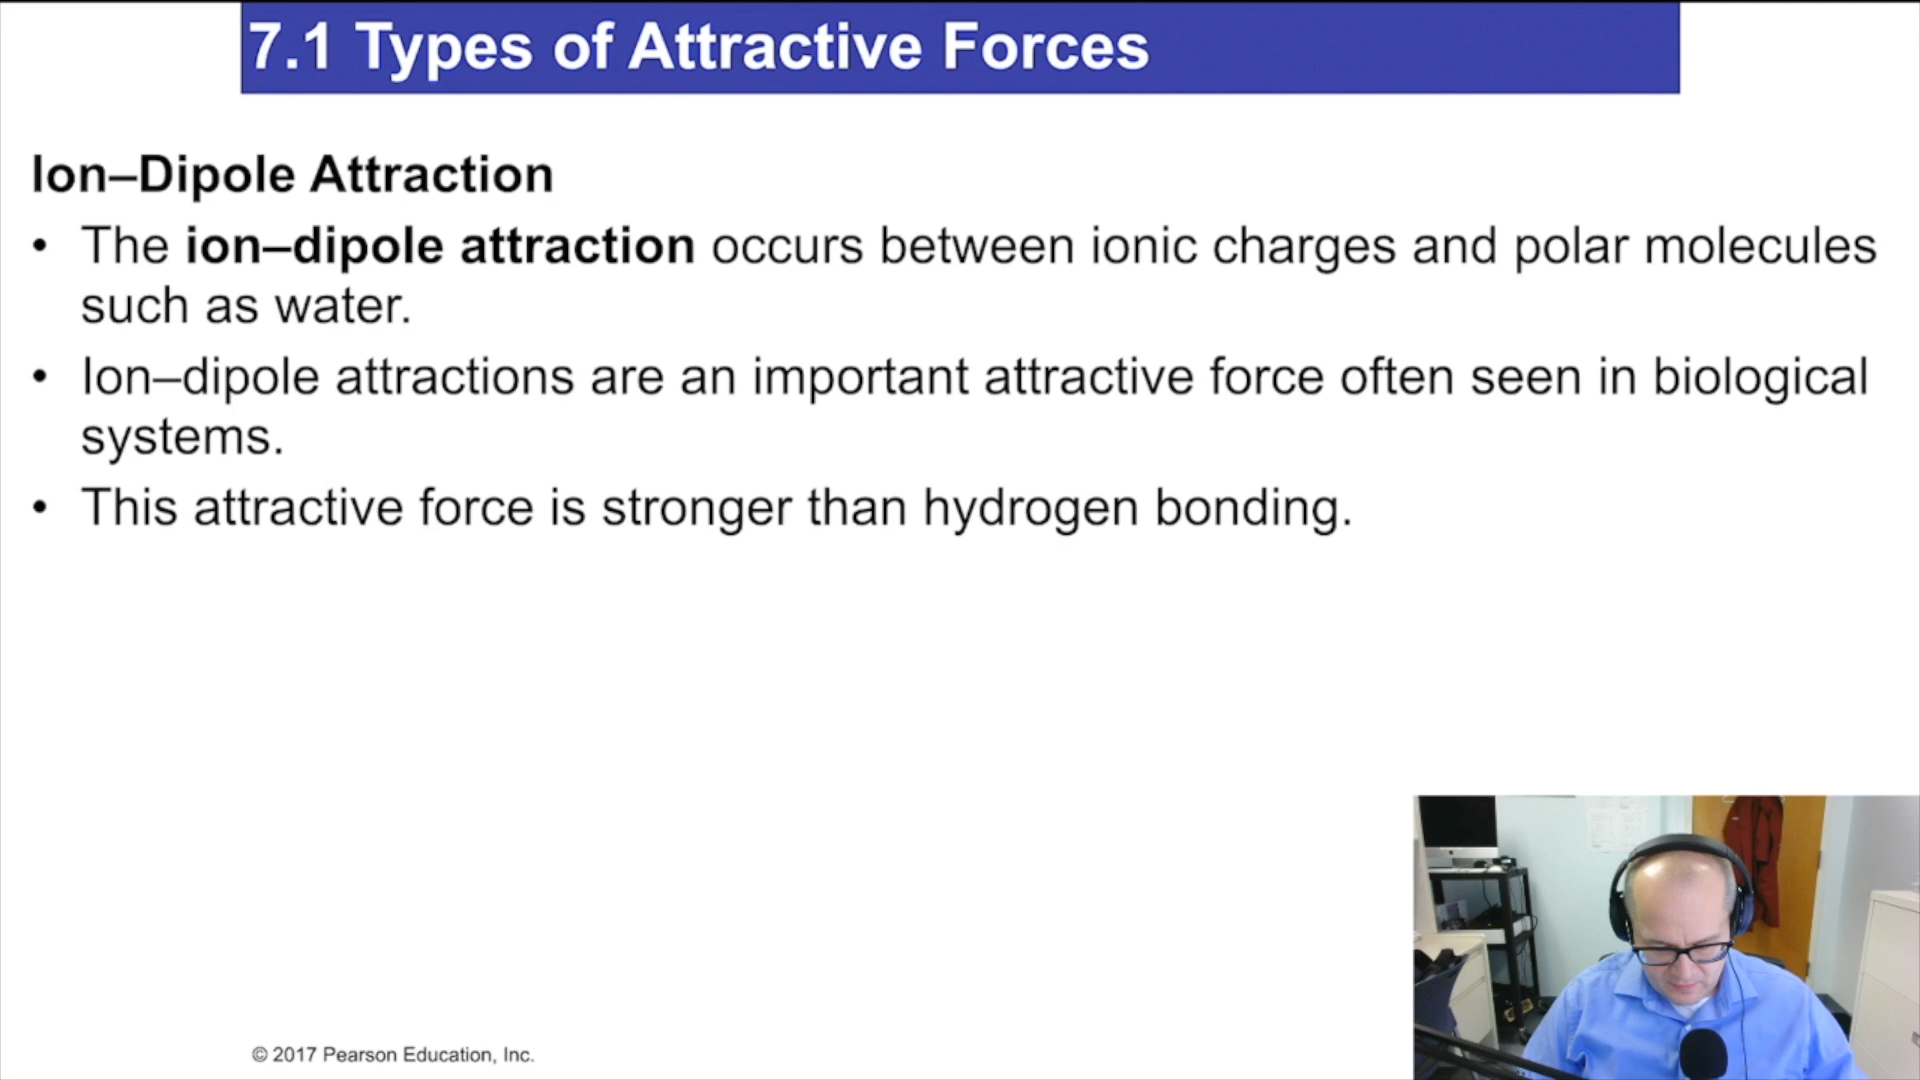 7.1 Types of Attractive Forces
Ion–Dipole Attraction
• The ion–dipole attraction occurs between ionic charges and polar molecules
such as water.
• Ion–dipole attractions are an important attractive force often seen in biological
systems.
• This attractive force is stronger than hydrogen bonding.
© 2017 Pearson Education, Inc.